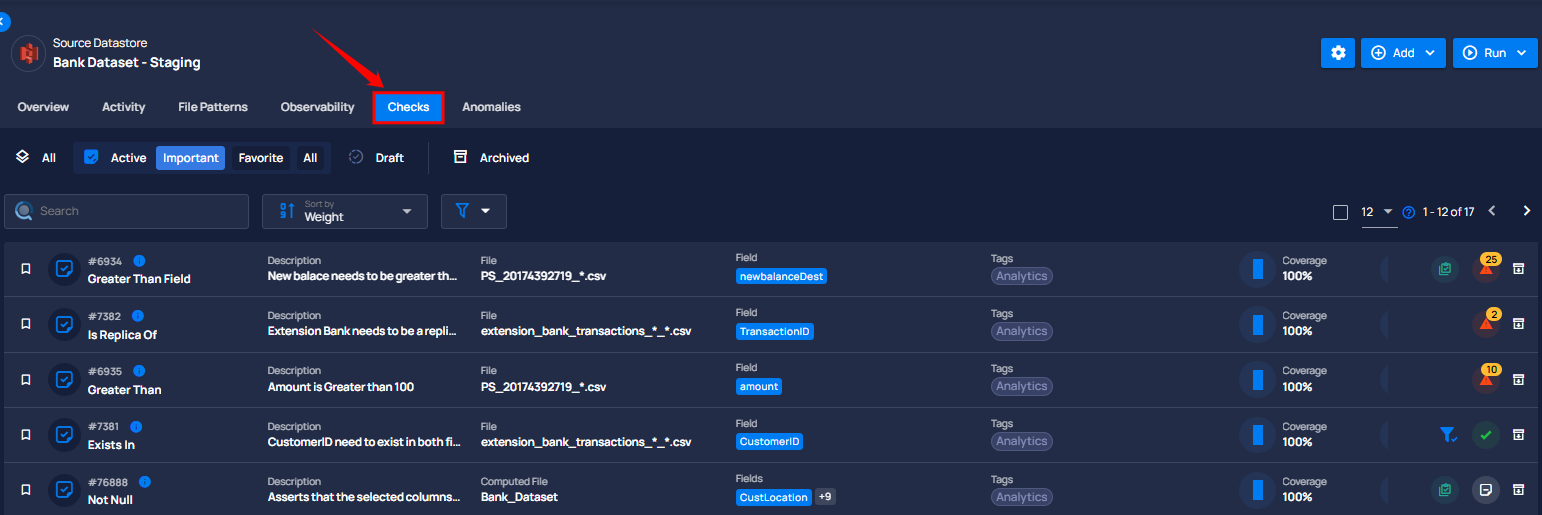 Source Datastore
Bank Dataset - Staging
Add
Run
Overview
Activity
File Patterns
Observability
Checks
Anomalies
All
Active
Important
Favorite
All
Draft
Archived
Search
Sort by
Weight
12
1 - 12 of 17
#6934
Greater Than Field
Description
New balace needs to be greater th...
File
PS_20174392719_*.csv
Field
newbalanceDest
Tags
Analytics
Coverage
100%
25
#7382
Is Replica Of
Description
Extension Bank needs to be a repli...
File
extension_bank_transactions_*_*.csv
Field
TransactionID
Tags
Analytics
Coverage
100%
2
#6935
Greater Than
Description
Amount is Greater than 100
File
PS_20174392719_*.csv
Field
amount
Tags
Analytics
Coverage
100%
10
#7381
Exists In
Description
CustomerID need to exist in both fi...
File
extension_bank_transactions_*_*.csv
Field
CustomerID
Tags
Analytics
Coverage
100%
#76888
Not Null
Description
Asserts that the selected columns...
Computed File
Bank_Dataset
Fields
CustLocation +9
Tags
Analytics
Coverage
100%